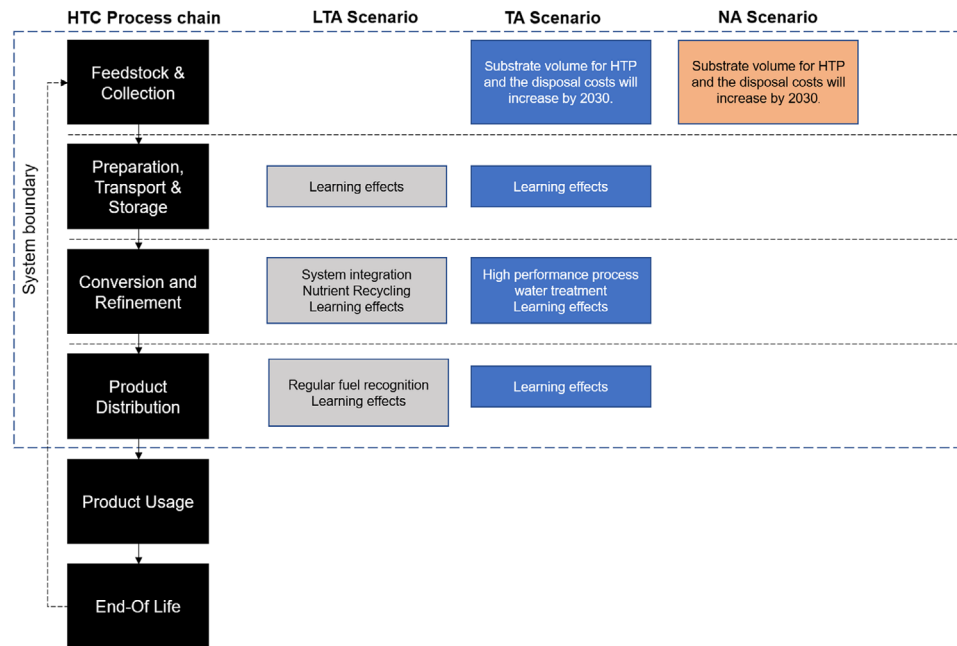 HTC Process chain
LTA Scenario
TA Scenario
NA Scenario
System boundary
Feedstock &
Collection
Substrate volume for HTP
and the disposal costs will
increase by 2030.
Substrate volume for HTP
and the disposal costs will
increase by 2030.
Preparation,
Transport &
Storage
Learning effects
Learning effects
Conversion and
Refinement
System integration
Nutrient Recycling
Learning effects
High performance process
water treatment
Learning effects
Product
Distribution
Regular fuel recognition
Learning effects
Learning effects
Product Usage
End-Of Life